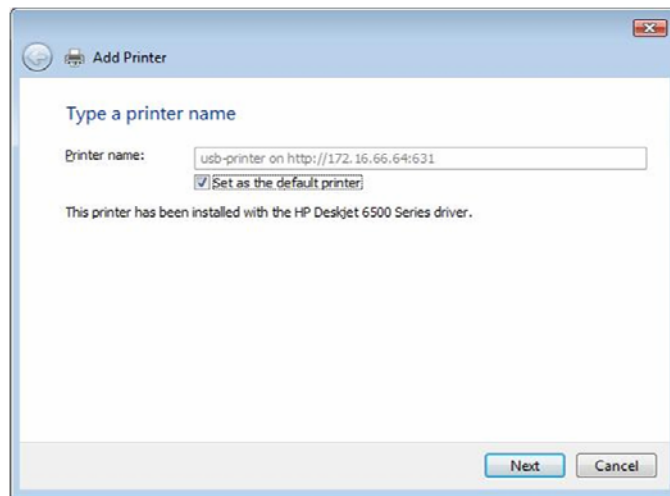 Add Printer
Type a printer name
Printer name: usb-printer on http://172.16.66.64:631
Set as the default printer
This printer has been installed with the HP Deskjet 6500 Series driver.
Next Cancel